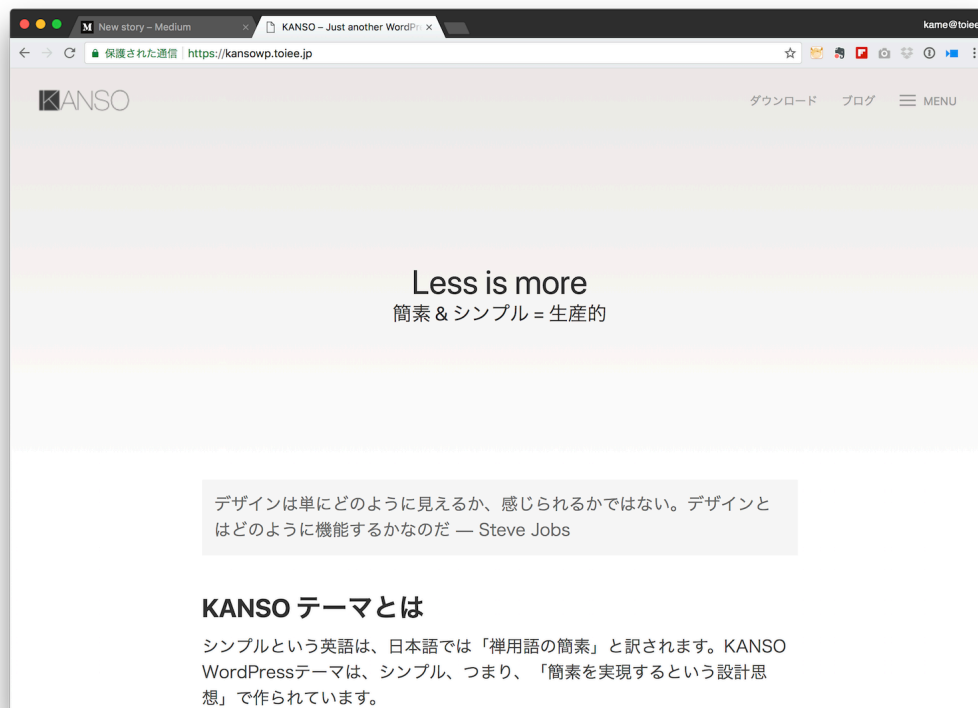 New story – Medium
KANSO – Just another WordPr
kame@toiee
保護された通信
https://kansowp.toiee.jp
KANSO
ダウンロード
ブログ
MENU
Less is more
簡素 & シンプル = 生産的
デザインは単にどのように見えるか、感じられるかではない。デザインと
はどのように機能するかなのだ — Steve Jobs
KANSO テーマとは
シンプルという英語は、日本語では「禅用語の簡素」と訳されます。KANSO
WordPressテーマは、シンプル、つまり、「簡素を実現するという設計思
想」で作られています。